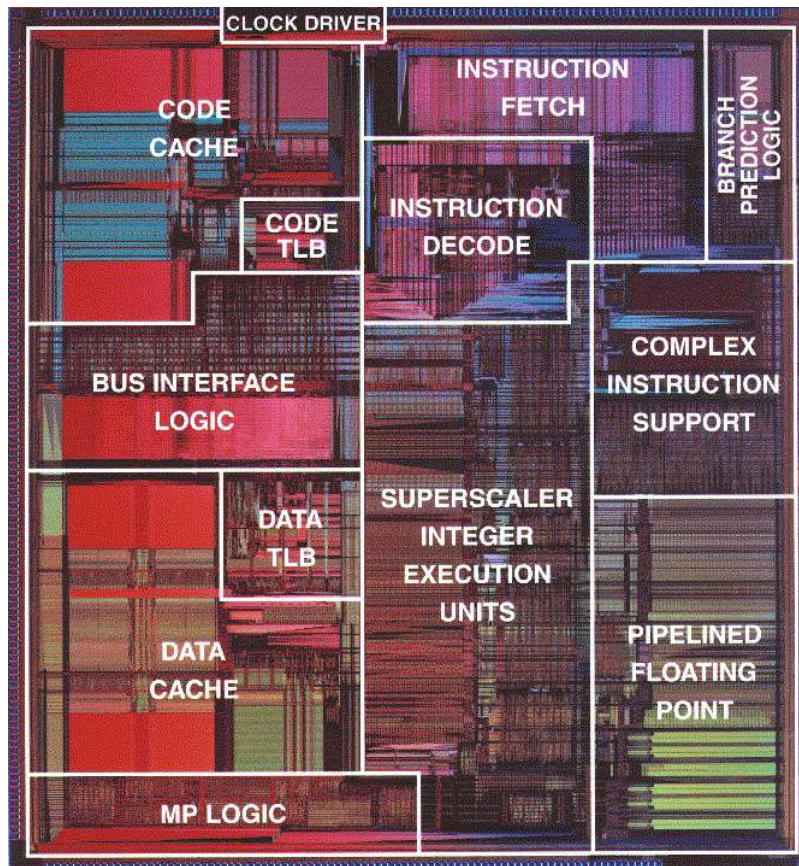 CLOCK DRIVER
CODE
CACHE
INSTRUCTION
FETCH
BRANCH
PREDICTION
LOGIC
CODE
TLB
INSTRUCTION
DECODE
BUS INTERFACE
LOGIC
COMPLEX
INSTRUCTION
SUPPORT
DATA
TLB
SUPERSCALER
INTEGER
EXECUTION
UNITS
DATA
CACHE
PIPELINED
FLOATING
POINT
MP LOGIC